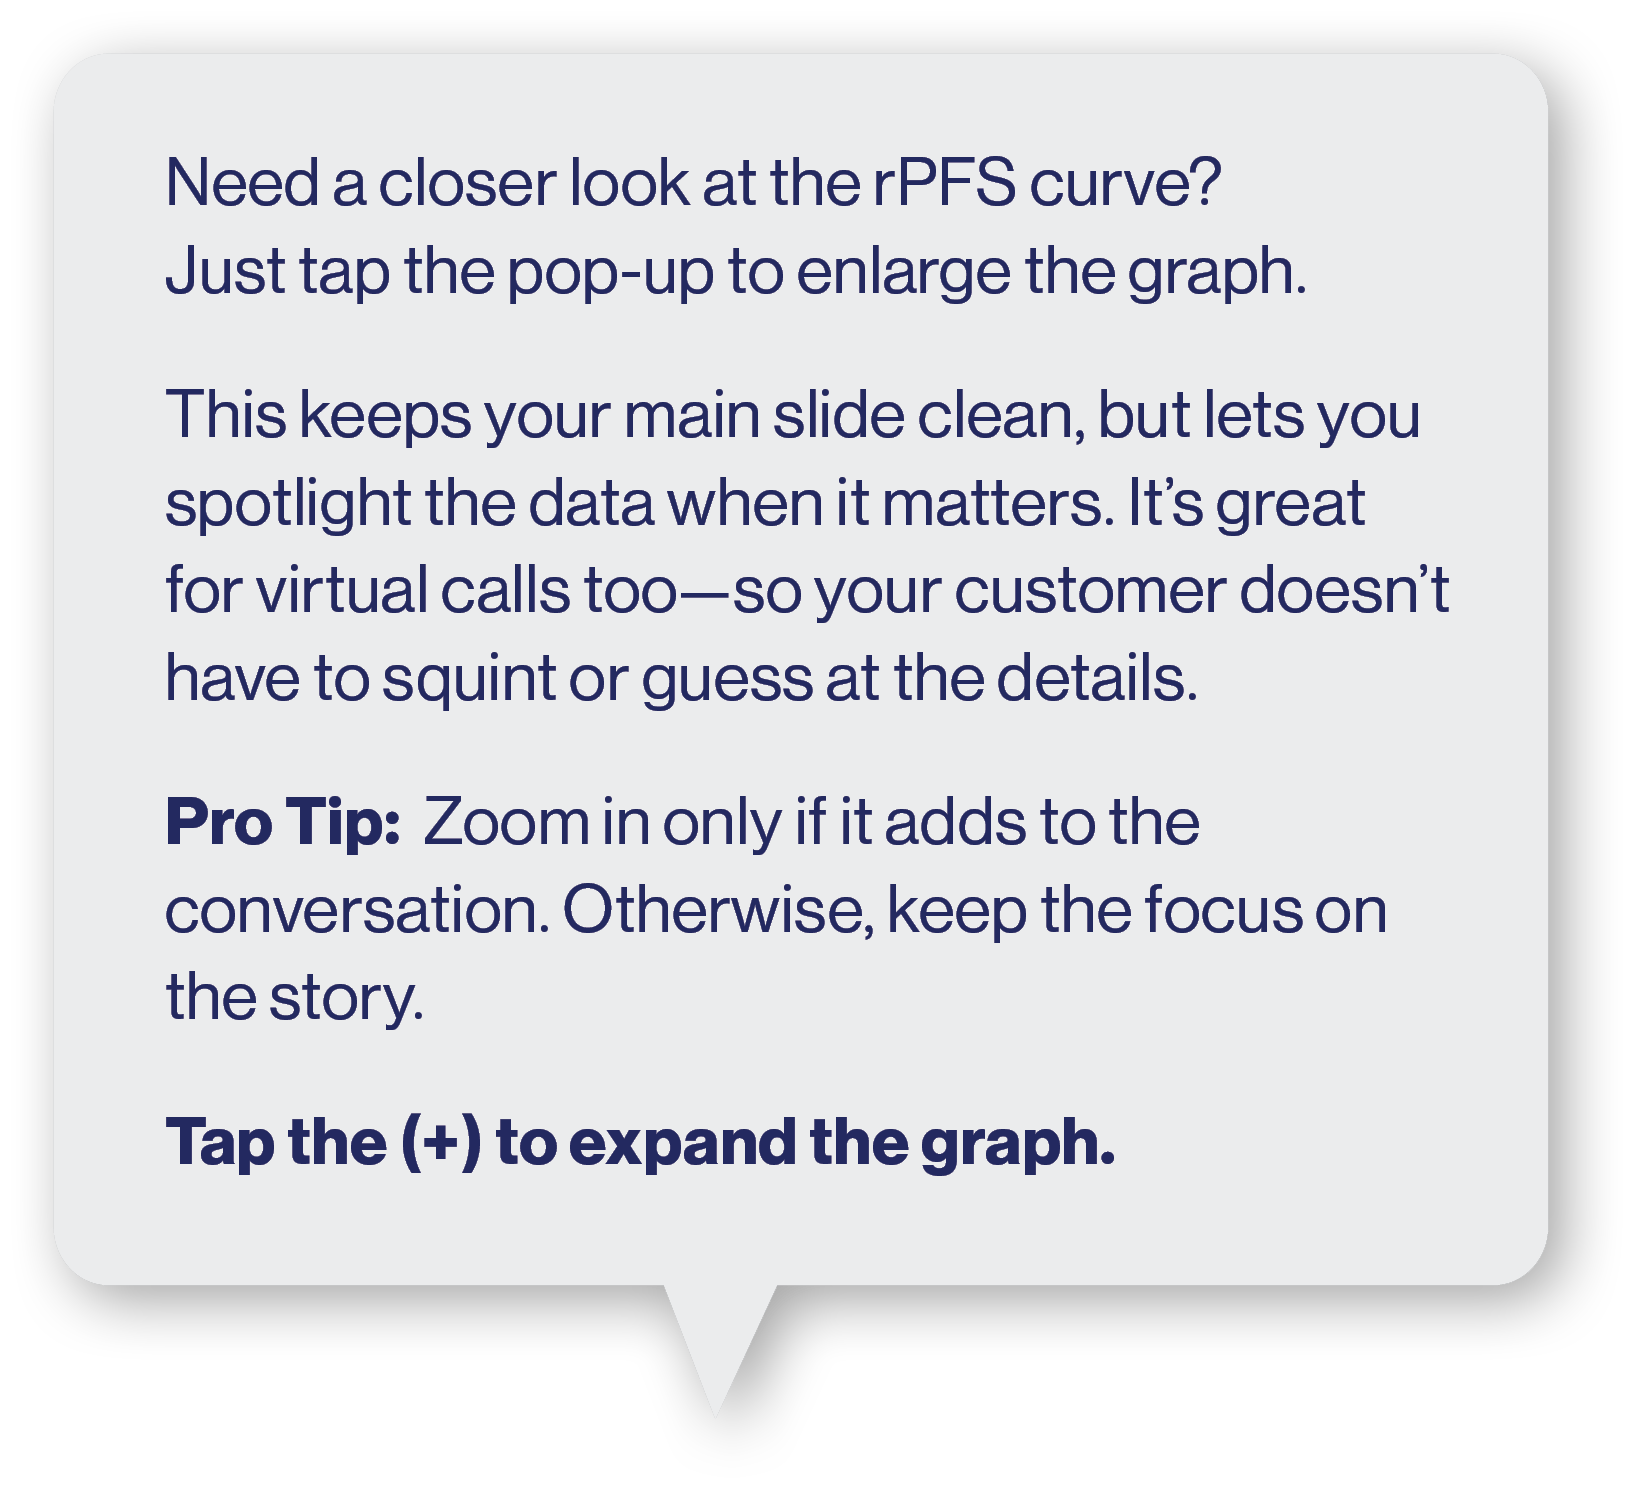 Need a closer look at the rPFS curve?
Just tap the pop-up to enlarge the graph.
This keeps your main slide clean, but lets you
spotlight the data when it matters. It’s great
for virtual calls too—so your customer doesn’t
have to squint or guess at the details.
Pro Tip: Zoom in only if it adds to the
conversation. Otherwise, keep the focus on
the story.
Tap the (+) to expand the graph.